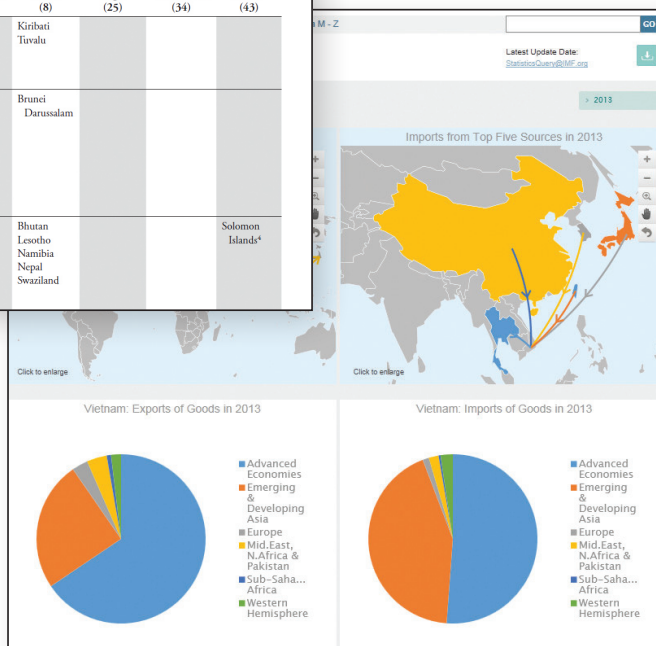 (8) (25) (34) (43)
Kiribati
Tuvalu
Brunei
Darussalam
Bhutan
Lesotho
Namibia
Nepal
Swaziland
Solomon
Islands⁴
M - Z
GO
Latest Update Date:
StatisticsQuery@IMF.org
> 2013
Imports from Top Five Sources in 2013
Click to enlarge
Click to enlarge
Vietnam: Exports of Goods in 2013
Advanced
Economies
Emerging
&
Developing
Asia
Europe
Mid.East,
N.Africa &
Pakistan
Sub-Saha...
Africa
Western
Hemisphere
Vietnam: Imports of Goods in 2013
Advanced
Economies
Emerging
&
Developing
Asia
Europe
Mid.East,
N.Africa &
Pakistan
Sub-Saha...
Africa
Western
Hemisphere